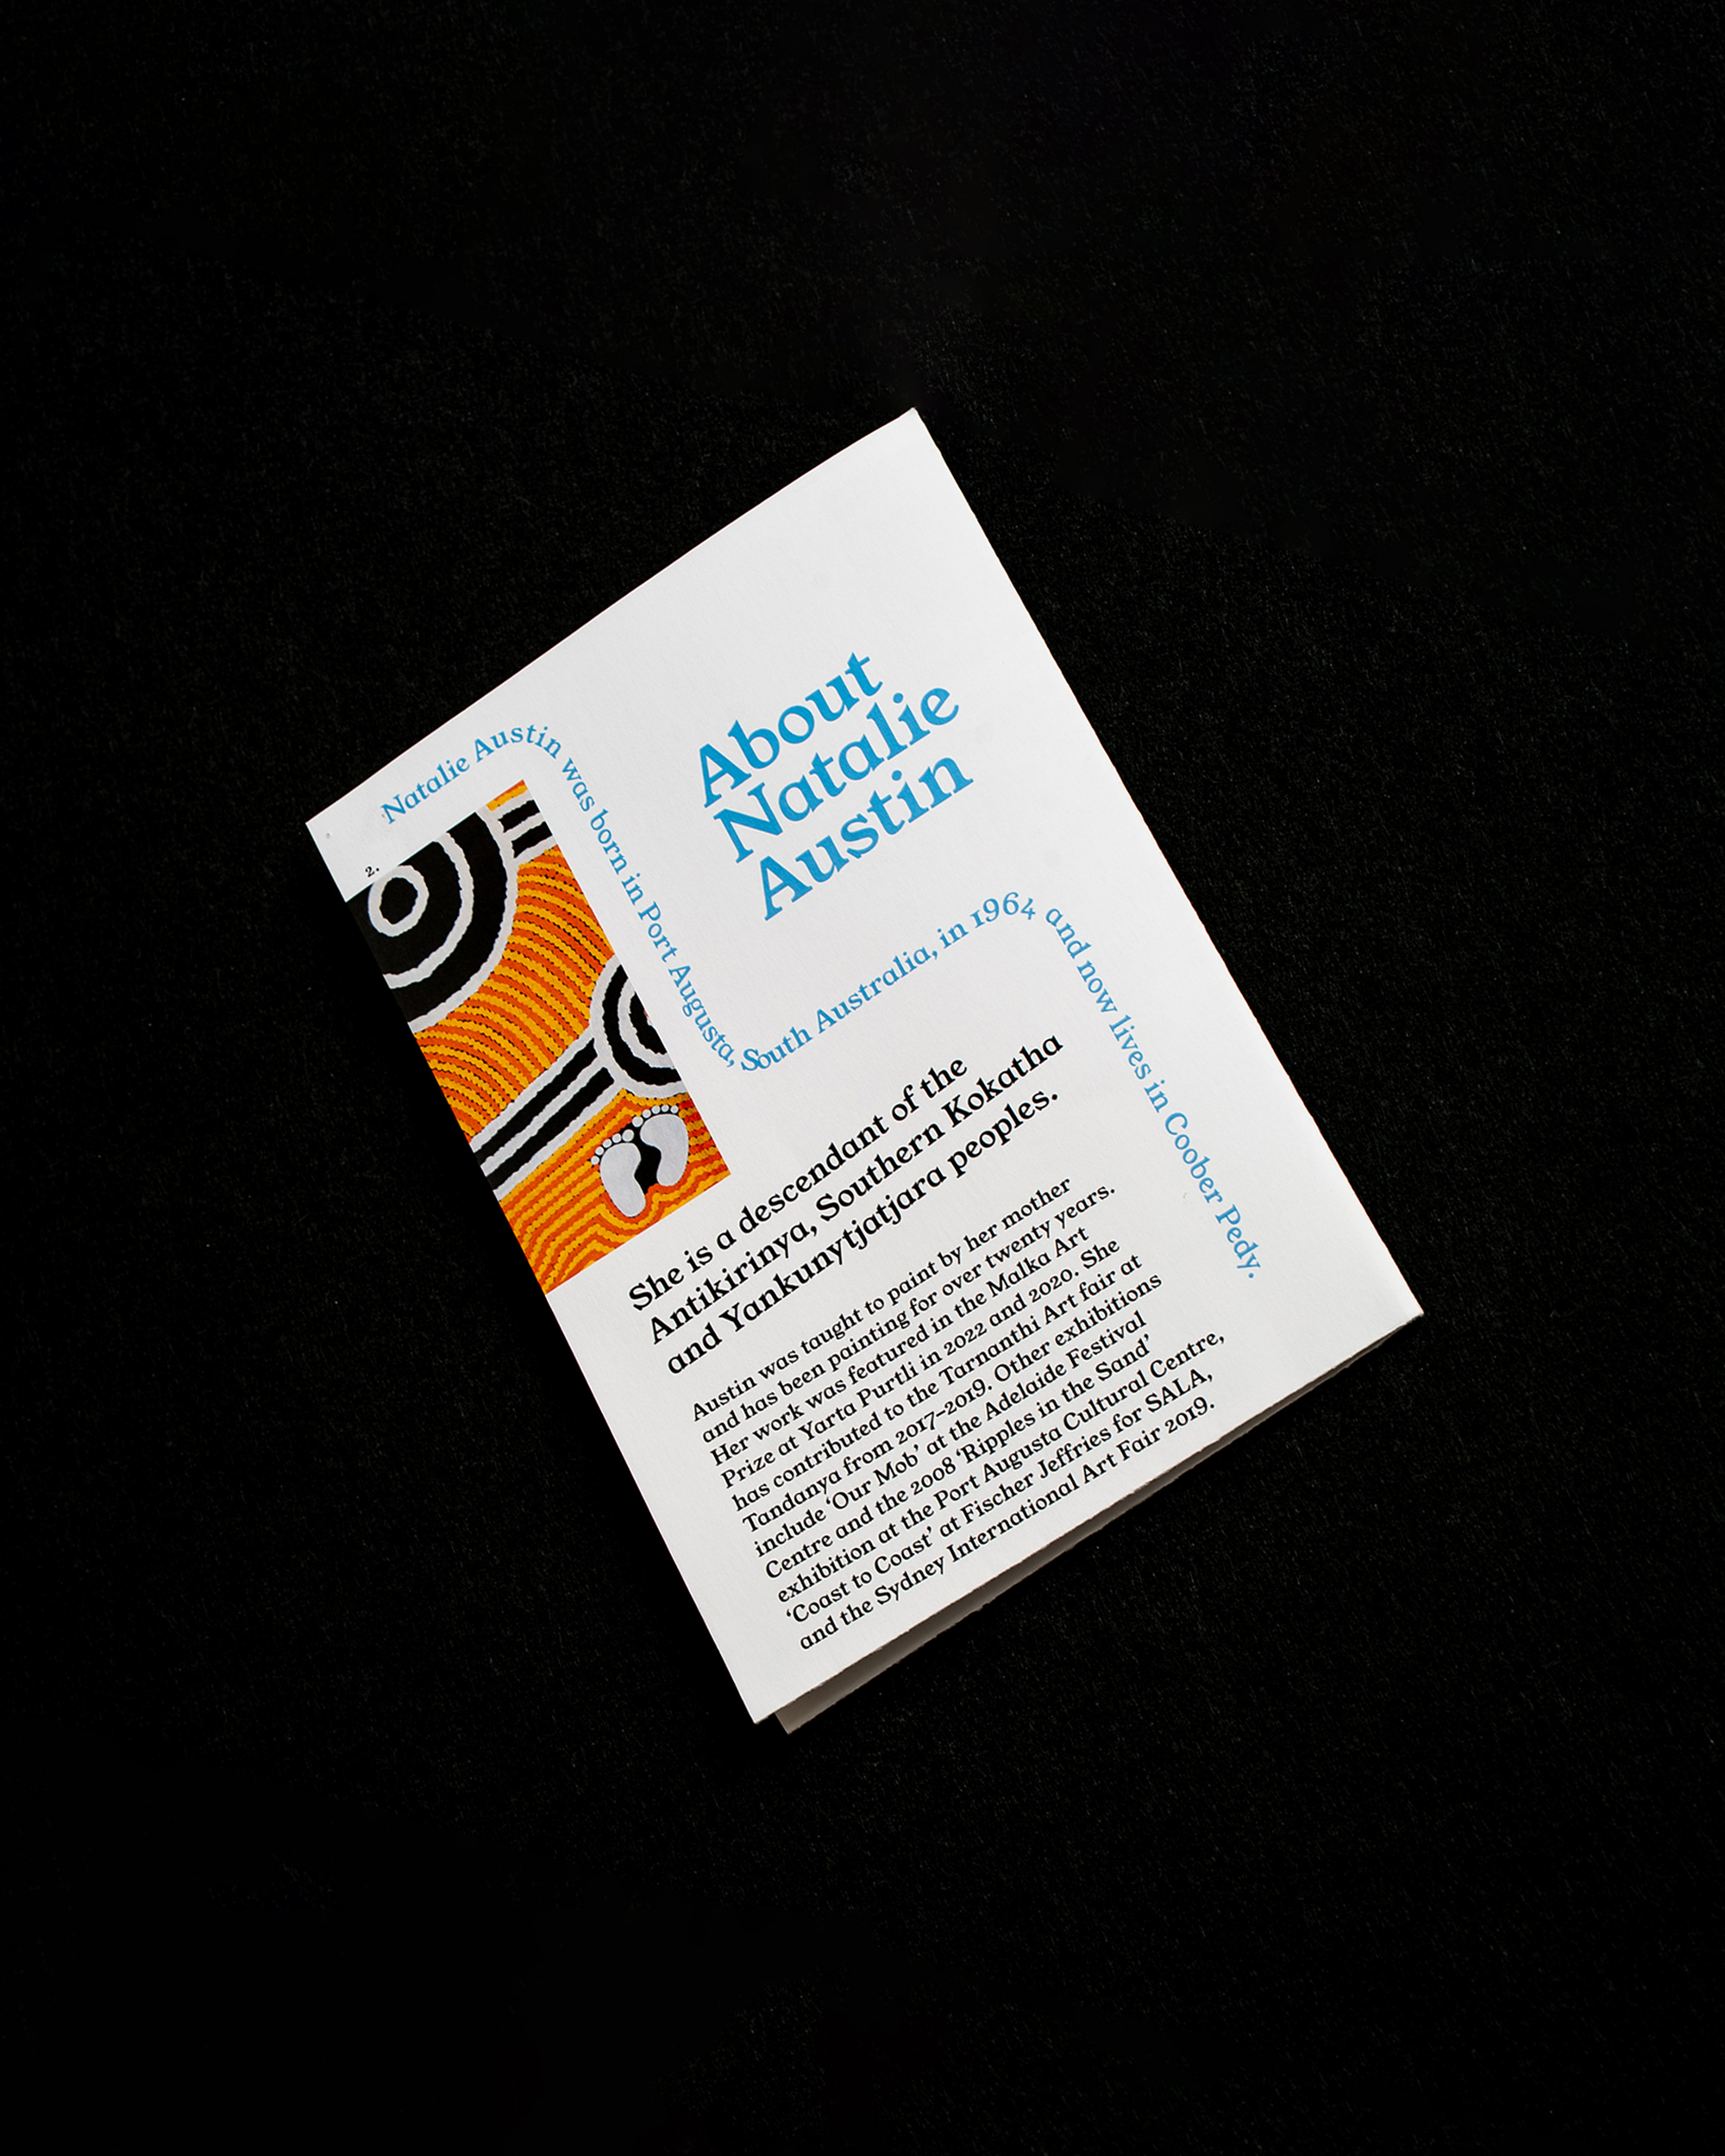 About
Natalie
Austin
Natalie Austin was born in Port Augusta, South Australia, in 1964 and now lives in Coober Pedy.
2.
She is a descendant of the
Antikirinya, Southern Kokatha
and Yankunytjatjara peoples.
Austin was taught to paint by her mother
and has been painting for over twenty years.
Her work was featured in the Malka Art
Prize at Yarta Purtli in 2022 and 2020. She
has contributed to the Tarnanthi Art fair at
Tandanya from 2017–2019. Other exhibitions
include ‘Our Mob’ at the Adelaide Festival
Centre and the 2008 ‘Ripples in the Sand’
exhibition at the Port Augusta Cultural Centre,
‘Coast to Coast’ at Fischer Jeffries for SALA,
and the Sydney International Art Fair 2019.